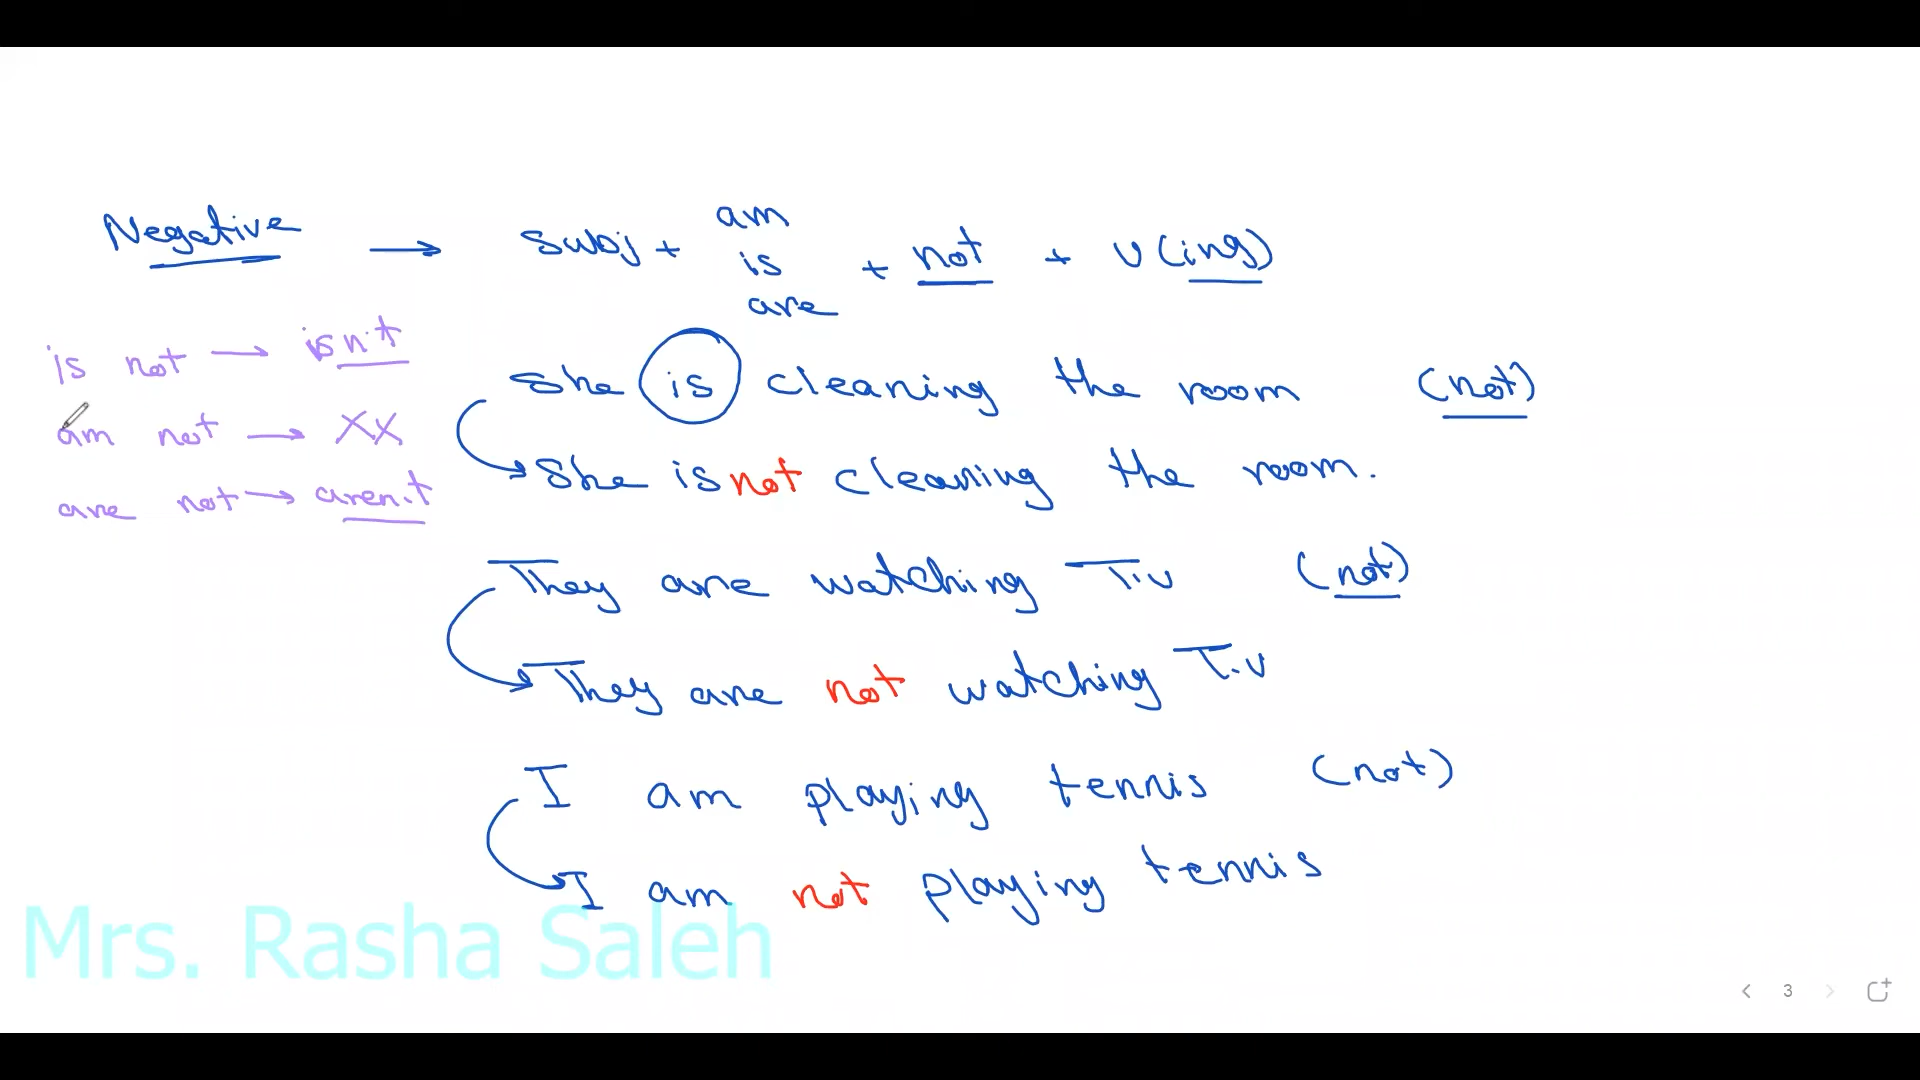 Negative → Subj + am is are + not + v (ing)
is not → isn't
am not → XX
are not → aren't
She is cleaning the room (not)
She is not cleaning the room.
They are watching T.v (not)
They are not watching T.v
I am playing tennis (not)
I am not playing tennis
Mrs. Rasha Saleh
3